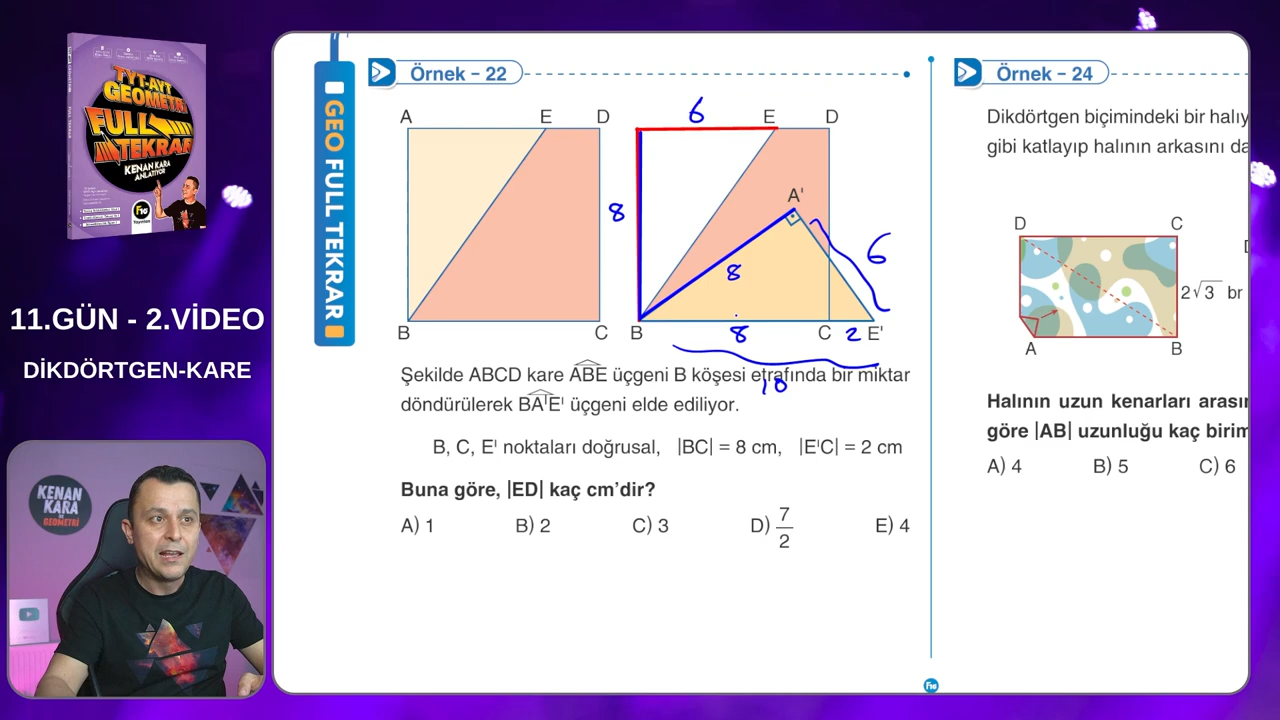 TYT-AYT
GEOMETRİ
FULL
TEKRAR
KENAN KARA
ANLATIYOR
F10
Yayınları
11.GÜN - 2.VİDEO
DİKDÖRTGEN-KARE
KENAN
KARA
GEOMETRİ
GEO FULL TEKRAR
Örnek – 22
A E D
B C
6
E D
8
A'
8
6
B 8 C 2 E'
10
Şekilde ABCD kare ABE üçgeni B köşesi etrafında bir miktar
döndürülerek BA'E' üçgeni elde ediliyor.
B, C, E' noktaları doğrusal, |BC| = 8 cm, |E'C| = 2 cm
Buna göre, |ED| kaç cm'dir?
A) 1 B) 2 C) 3 D) 7/2 E) 4
F10
Örnek – 24
Dikdörtgen biçimindeki bir halıy
gibi katlayıp halının arkasını da
D C
2√3 br
A B
Halının uzun kenarları arasır
göre |AB| uzunluğu kaç birim
A) 4 B) 5 C) 6